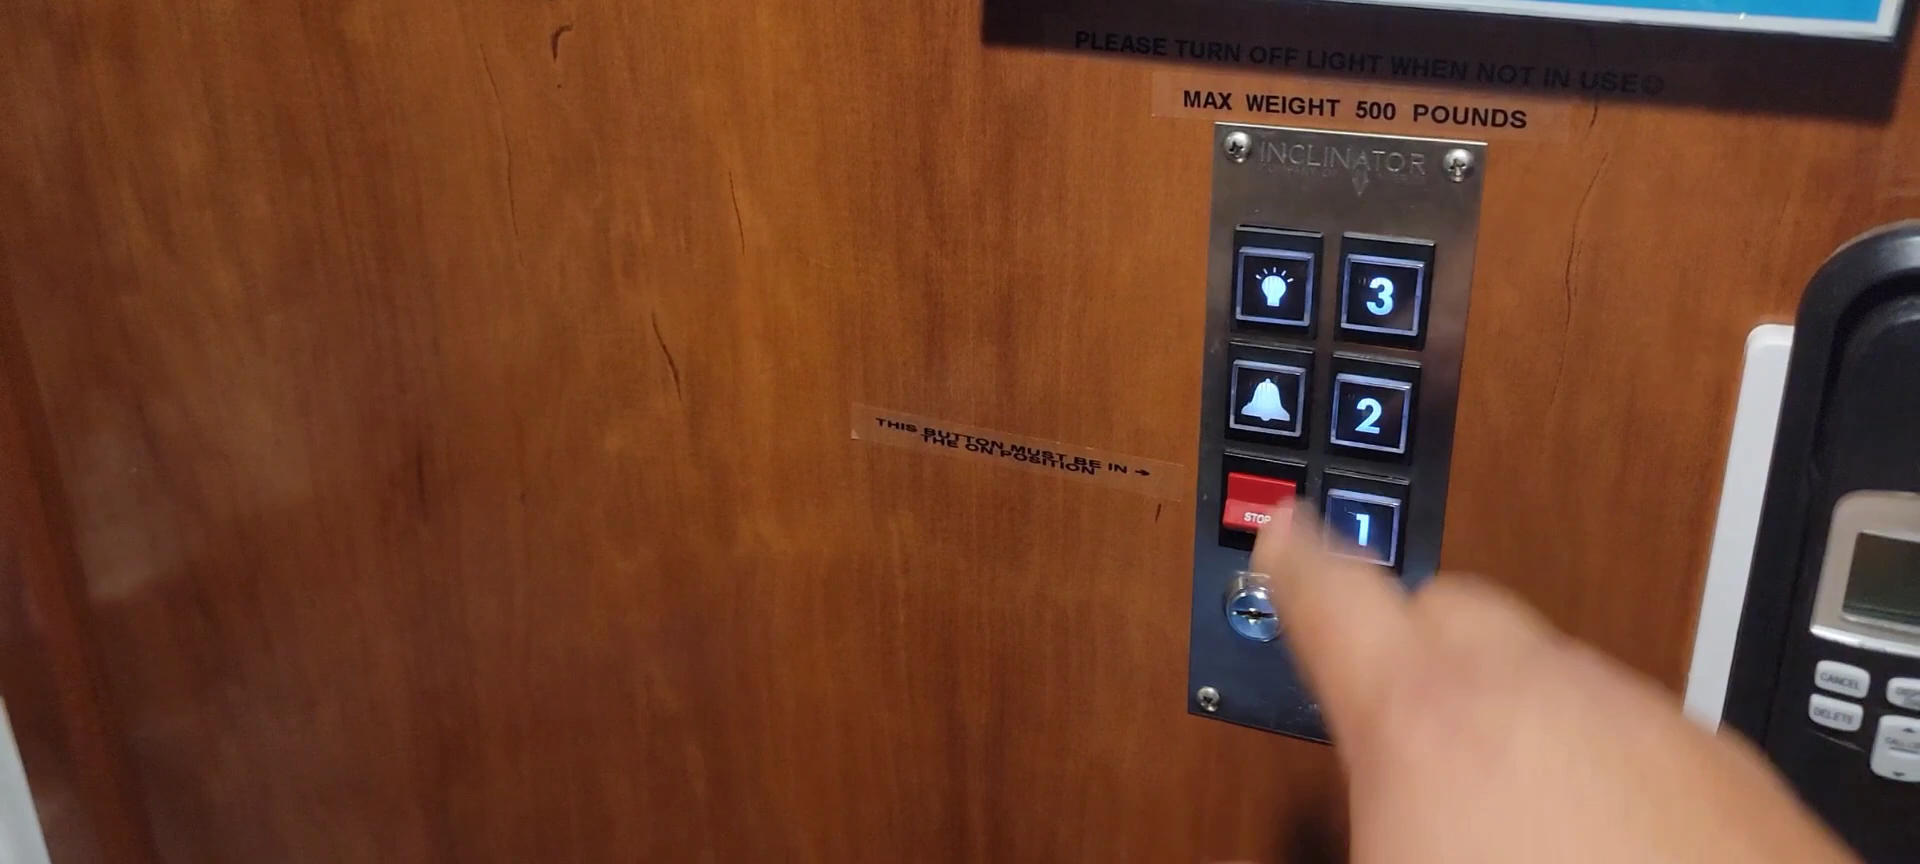 PLEASE TURN OFF LIGHT WHEN NOT IN USE☺
MAX WEIGHT 500 POUNDS
INCLINATOR
3
2
THIS BUTTON MUST BE IN →
THE ON POSITION
STOP
1
CANCEL
DELETE